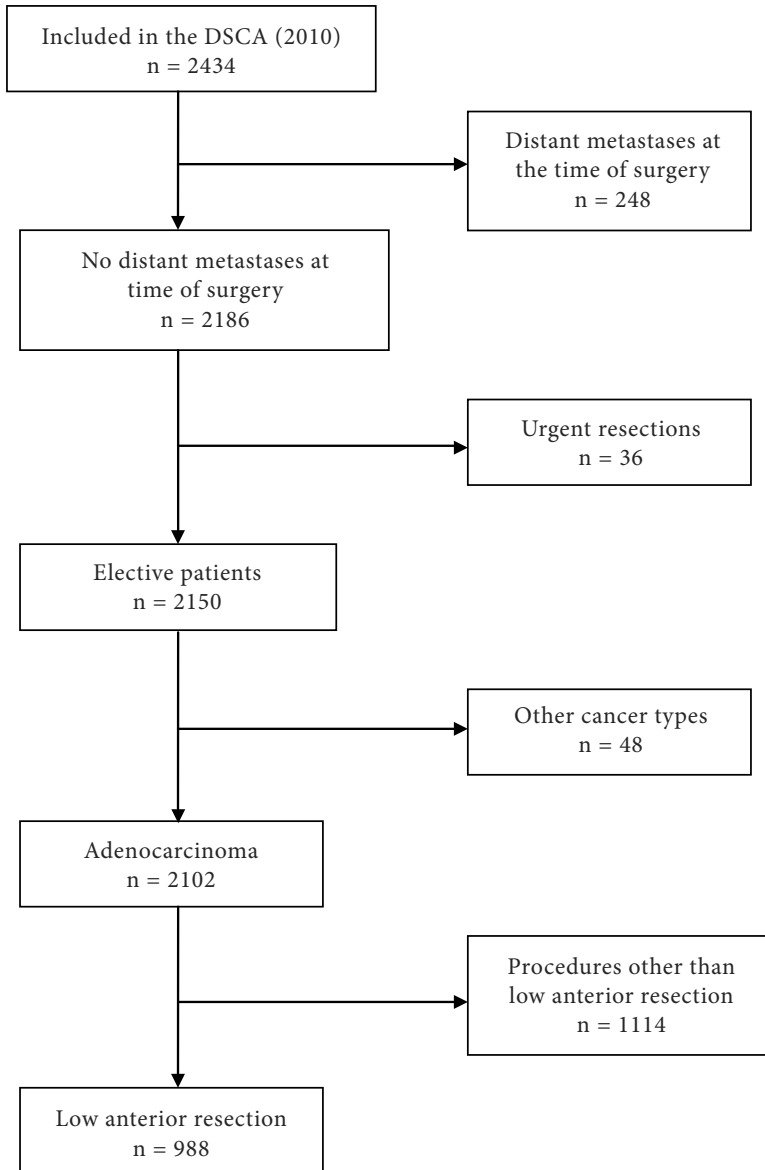 Included in the DSCA (2010)
n = 2434
Distant metastases at
the time of surgery
n = 248
No distant metastases at
time of surgery
n = 2186
Urgent resections
n = 36
Elective patients
n = 2150
Other cancer types
n = 48
Adenocarcinoma
n = 2102
Procedures other than
low anterior resection
n = 1114
Low anterior resection
n = 988